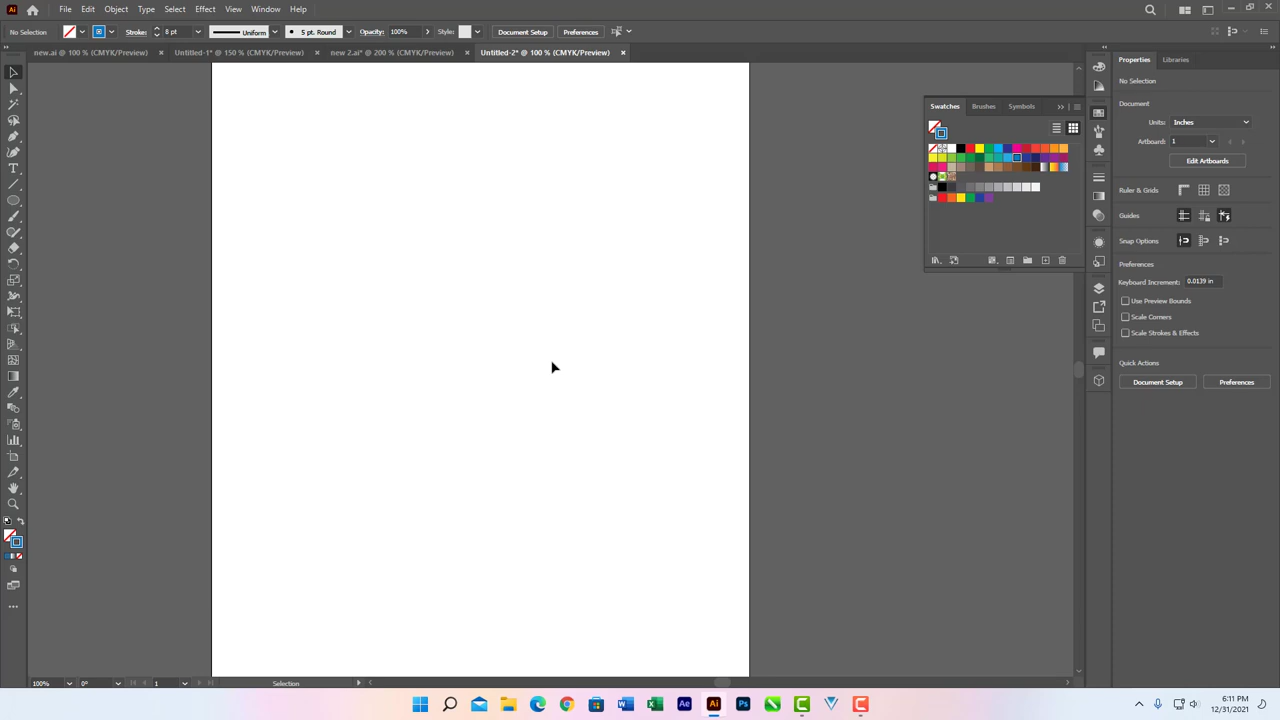 Ai File Edit Object Type Select Effect View Window Help
No Selection Stroke: 8 pt Uniform 5 pt. Round Opacity: 100% Style: Document Setup Preferences
new.ai @ 100 % (CMYK/Preview) × Untitled-1* @ 150 % (CMYK/Preview) × new 2.ai* @ 200 % (CMYK/Preview) × Untitled-2* @ 100 % (CMYK/Preview) ×
Properties Libraries
No Selection
Document
Units: Inches
Artboard: 1
Edit Artboards
Ruler & Grids
Guides
Snap Options
Preferences
Keyboard Increment: 0.0139 in
Use Preview Bounds
Scale Corners
Scale Strokes & Effects
Quick Actions
Document Setup Preferences
Swatches Brushes Symbols
100% 0° 1 Selection
Ae Ai Ps
6:11 PM
12/31/2021